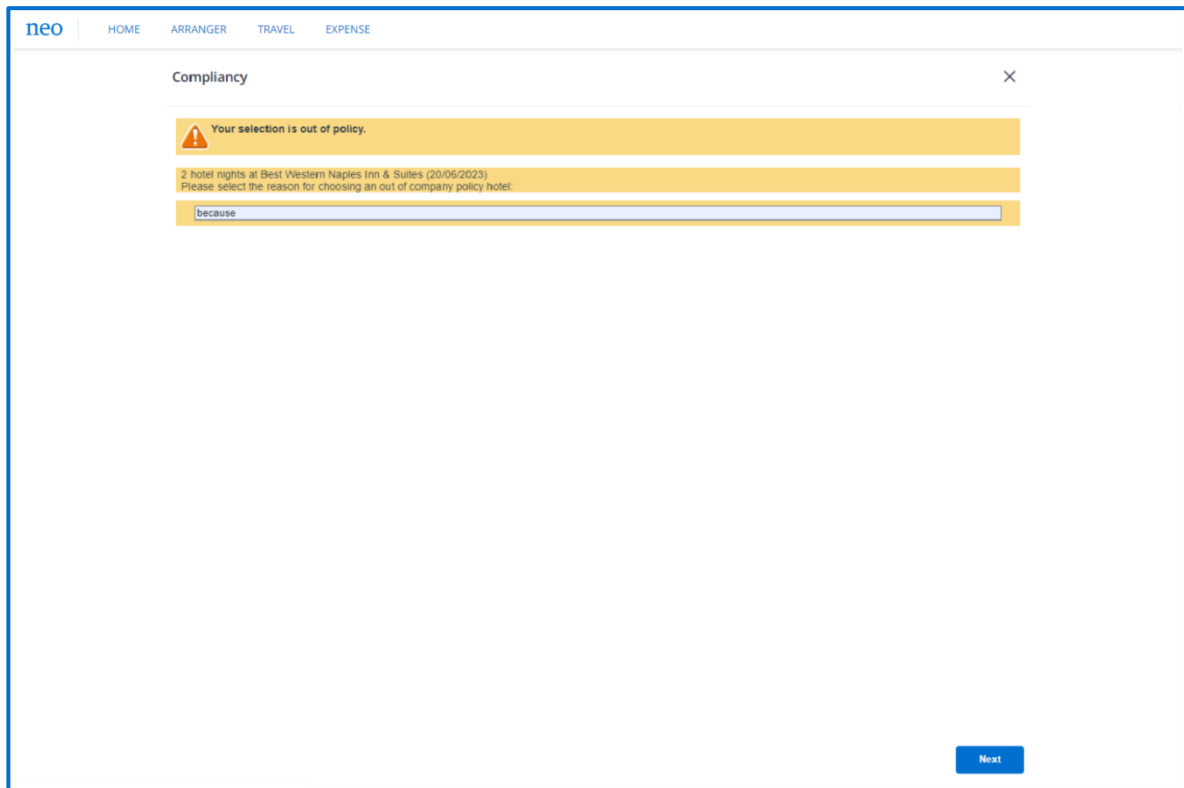 neo HOME ARRANGER TRAVEL EXPENSE
Compliancy
Your selection is out of policy.
2 hotel nights at Best Western Naples Inn & Suites (20/06/2023)
Please select the reason for choosing an out of company policy hotel:
because
Next